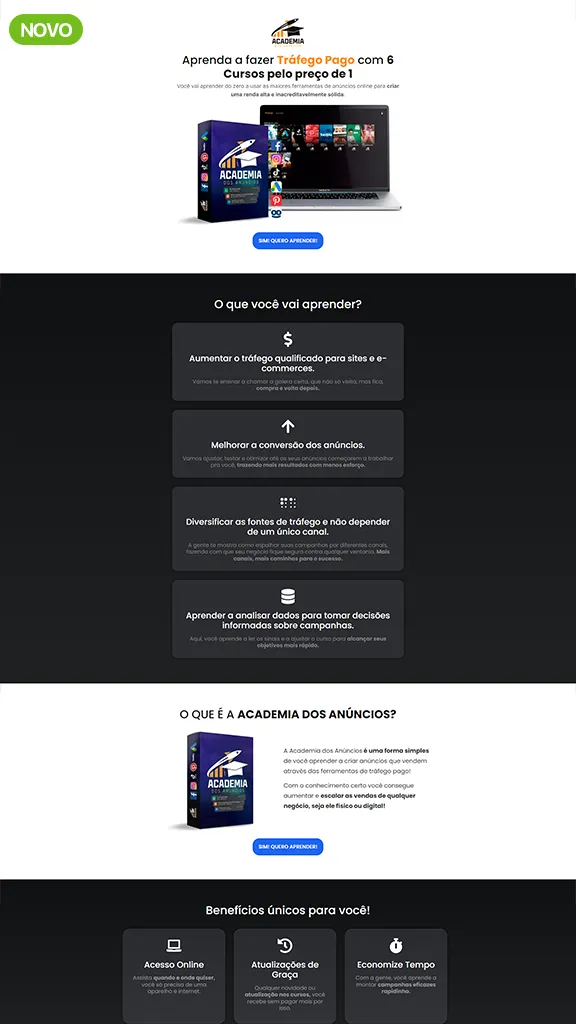 NOVO
ACADEMIA
Aprenda a fazer Tráfego Pago com 6
Cursos pelo preço de 1
Você vai aprender do zero a usar as maiores ferramentas de anúncios online para criar
uma renda alta e inacreditavelmente sólida.
ACADEMIA
DOS ANÚNCIOS
SIM! QUERO APRENDER!
O que você vai aprender?
Aumentar o tráfego qualificado para sites e e-
commerces.
Vamos te ensinar a chamar a galera certa, que não só visita, mas fica,
compra e volta depois.
Melhorar a conversão dos anúncios.
Vamos ajustar, testar e otimizar até os seus anúncios começarem a trabalhar
pra você, trazendo mais resultados com menos esforço.
Diversificar as fontes de tráfego e não depender
de um único canal.
A gente te mostra como espalhar suas campanhas por diferentes canais,
fazendo com que seu negócio fique seguro contra qualquer ventania. Mais
canais, mais caminhos para o sucesso.
Aprender a analisar dados para tomar decisões
informadas sobre campanhas.
Aqui, você aprende a ler os sinais e a ajustar o curso para alcançar seus
objetivos mais rápido.
O QUE É A ACADEMIA DOS ANÚNCIOS?
ACADEMIA
DOS ANÚNCIOS
A Academia dos Anúncios é uma forma simples
de você aprender a criar anúncios que vendem
através das ferramentas de tráfego pago!
Com o conhecimento certo você consegue
aumentar e escalar as vendas de qualquer
negócio, seja ele físico ou digital!
SIM! QUERO APRENDER!
Benefícios únicos para você!
Acesso Online
Assista quando e onde quiser,
você só precisa de uma
aparelho e internet.
Atualizações de
Graça
Qualquer novidade ou
atualização nos cursos, você
recebe sem pagar mais por
isso.
Economize Tempo
Com a gente, você aprende a
montar campanhas eficazes
rapidinho.